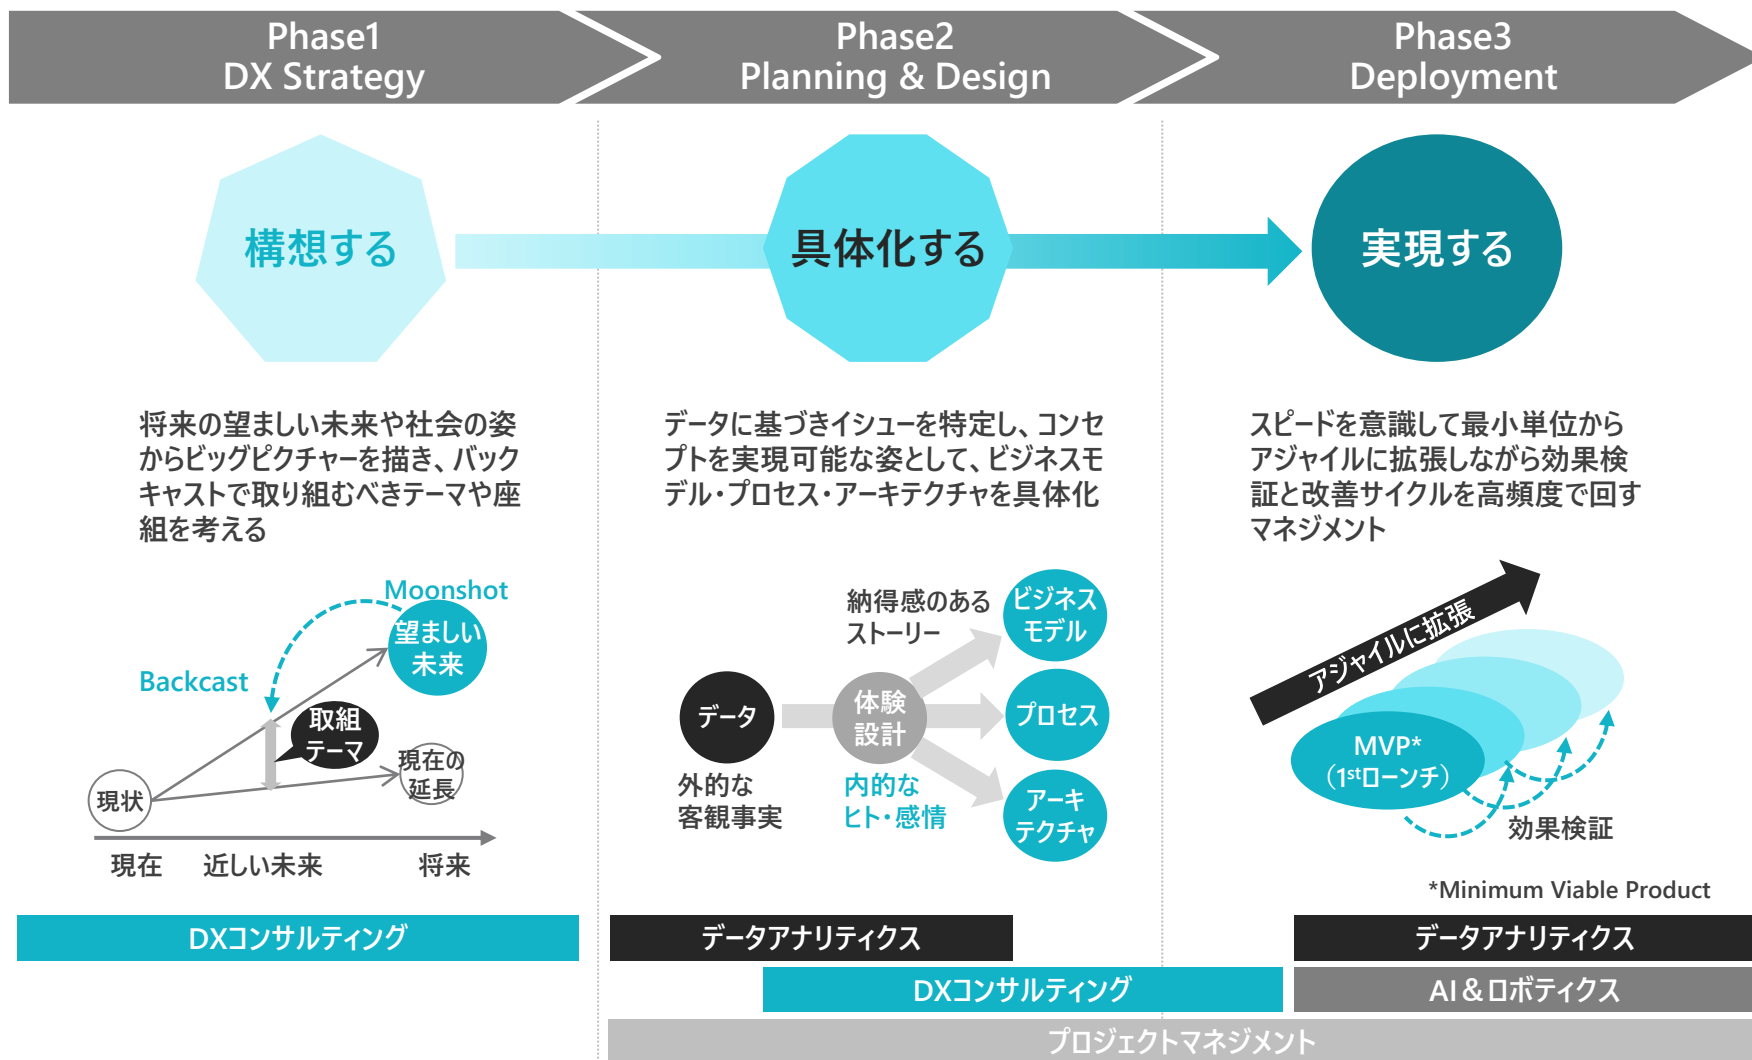 Phase1
DX Strategy
Phase2
Planning & Design
Phase3
Deployment
構想する
具体化する
実現する
将来の望ましい未来や社会の姿
からビッグピクチャーを描き、バック
キャストで取り組むべきテーマや座
組を考える
データに基づきイシューを特定し、コンセ
プトを実現可能な姿として、ビジネスモ
デル・プロセス・アーキテクチャを具体化
スピードを意識して最小単位から
アジャイルに拡張しながら効果検
証と改善サイクルを高頻度で回す
マネジメント
Moonshot
望ましい
未来
Backcast
取組
テーマ
現在の
延長
現状
現在
近しい未来
将来
納得感のある
ストーリー
ビジネス
モデル
データ
体験
設計
プロセス
外的な
客観事実
内的な
ヒト・感情
アーキ
テクチャ
アジャイルに拡張
MVP*
（1stローンチ）
効果検証
*Minimum Viable Product
DXコンサルティング
データアナリティクス
データアナリティクス
DXコンサルティング
AI＆ロボティクス
プロジェクトマネジメント